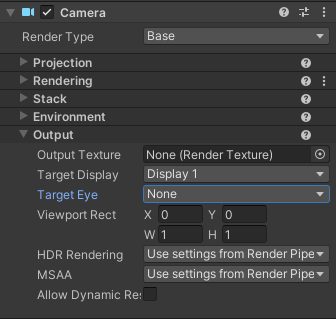 Camera
Render Type Base
Projection
Rendering
Stack
Environment
Output
Output Texture None (Render Texture)
Target Display Display 1
Target Eye None
Viewport Rect X 0 Y 0
W 1 H 1
HDR Rendering Use settings from Render Pipe
MSAA Use settings from Render Pipe
Allow Dynamic Res